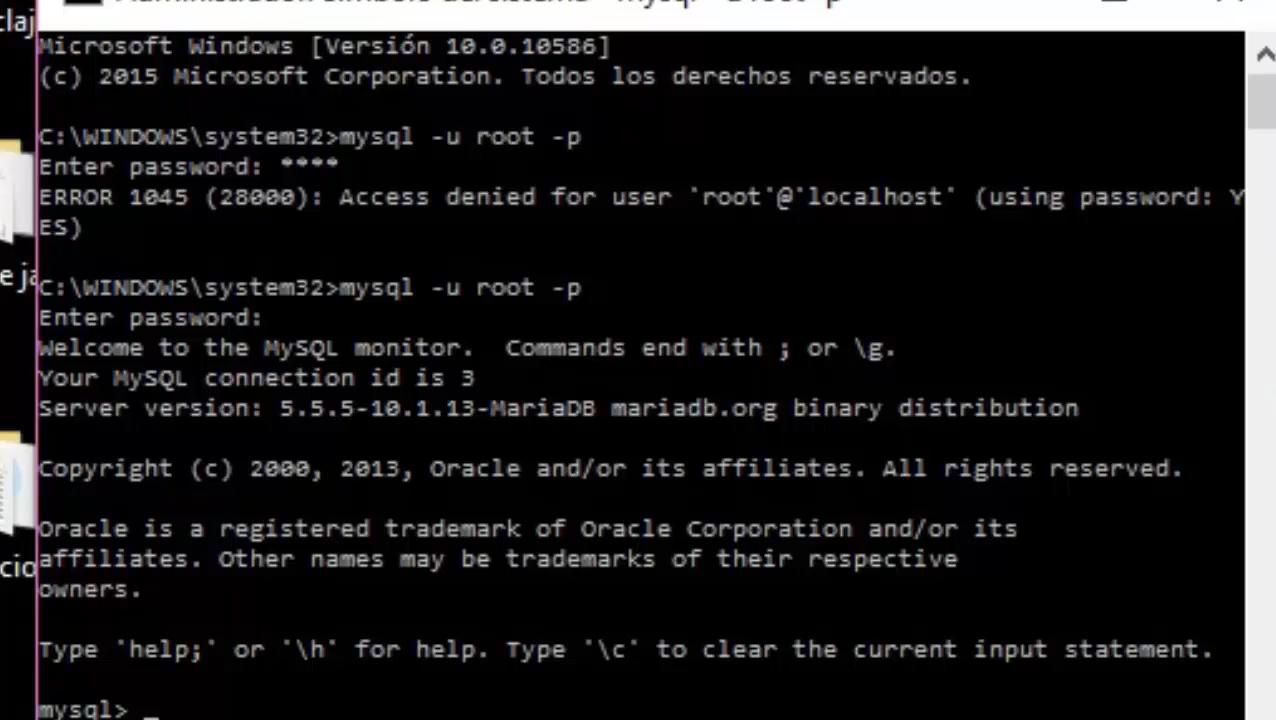 Microsoft Windows [Versión 10.0.10586]
(c) 2015 Microsoft Corporation. Todos los derechos reservados.
C:\WINDOWS\system32>mysql -u root -p
Enter password: ****
ERROR 1045 (28000): Access denied for user 'root'@'localhost' (using password: Y
ES)
C:\WINDOWS\system32>mysql -u root -p
Enter password:
Welcome to the MySQL monitor.  Commands end with ; or \g.
Your MySQL connection id is 3
Server version: 5.5.5-10.1.13-MariaDB mariadb.org binary distribution
Copyright (c) 2000, 2013, Oracle and/or its affiliates. All rights reserved.
Oracle is a registered trademark of Oracle Corporation and/or its
affiliates. Other names may be trademarks of their respective
owners.
Type 'help;' or '\h' for help. Type '\c' to clear the current input statement.
mysql> _